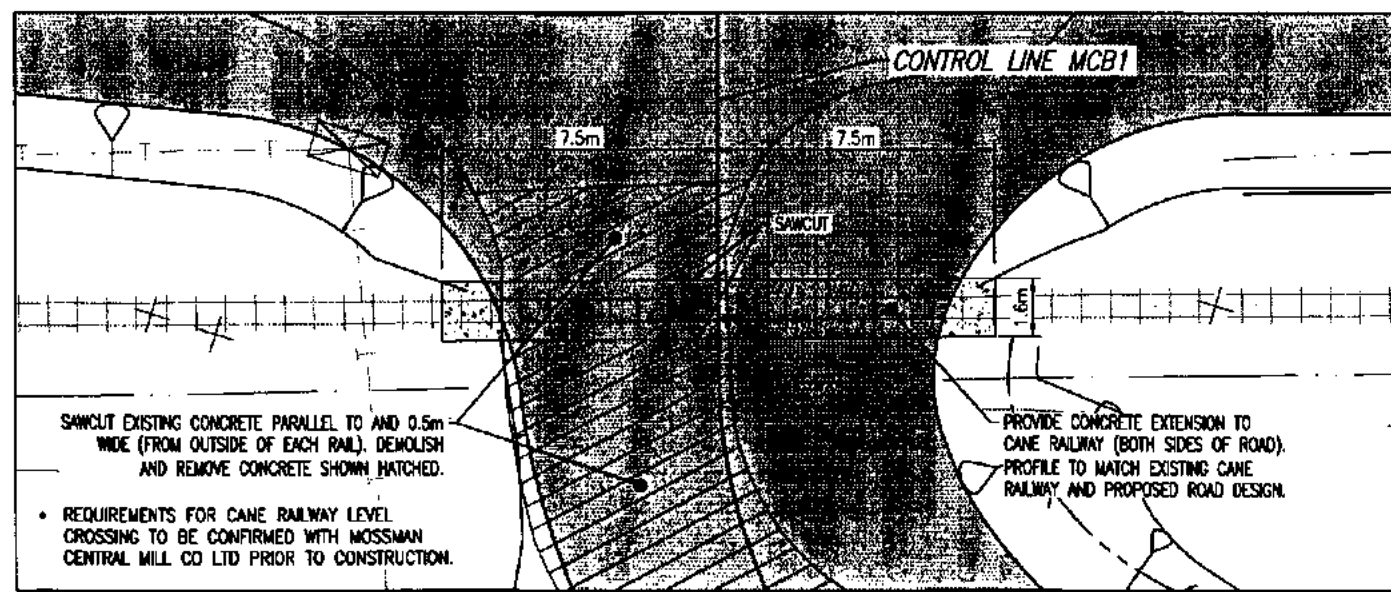 CONTROL LINE MCB1
7.5m
7.5m
T
T
SAWCUT
1.6m
SAWCUT EXISTING CONCRETE PARALLEL TO AND 0.5m
WIDE (FROM OUTSIDE OF EACH RAIL). DEMOLISH
AND REMOVE CONCRETE SHOWN HATCHED.
PROVIDE CONCRETE EXTENSION TO
CANE RAILWAY (BOTH SIDES OF ROAD).
PROFILE TO MATCH EXISTING CANE
RAILWAY AND PROPOSED ROAD DESIGN.
• REQUIREMENTS FOR CANE RAILWAY LEVEL
CROSSING TO BE CONFIRMED WITH MOSSMAN
CENTRAL MILL CO LTD PRIOR TO CONSTRUCTION.